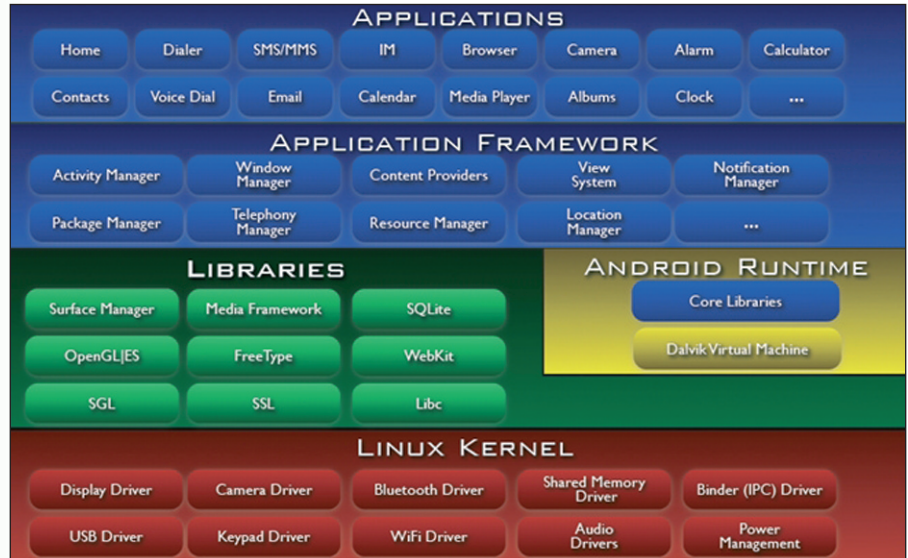 APPLICATIONS
Home Dialer SMS/MMS IM Browser Camera Alarm Calculator
Contacts Voice Dial Email Calendar Media Player Albums Clock ...
APPLICATION FRAMEWORK
Activity Manager
Window
Manager
Content Providers
View
System
Notification
Manager
Package Manager
Telephony
Manager
Resource Manager
Location
Manager
...
LIBRARIES
Surface Manager Media Framework SQLite
OpenGL|ES FreeType WebKit
SGL SSL Libc
ANDROID RUNTIME
Core Libraries
Dalvik Virtual Machine
LINUX KERNEL
Display Driver
Camera Driver
Bluetooth Driver
Shared Memory
Driver
Binder (IPC) Driver
USB Driver
Keypad Driver
WiFi Driver
Audio
Drivers
Power
Management